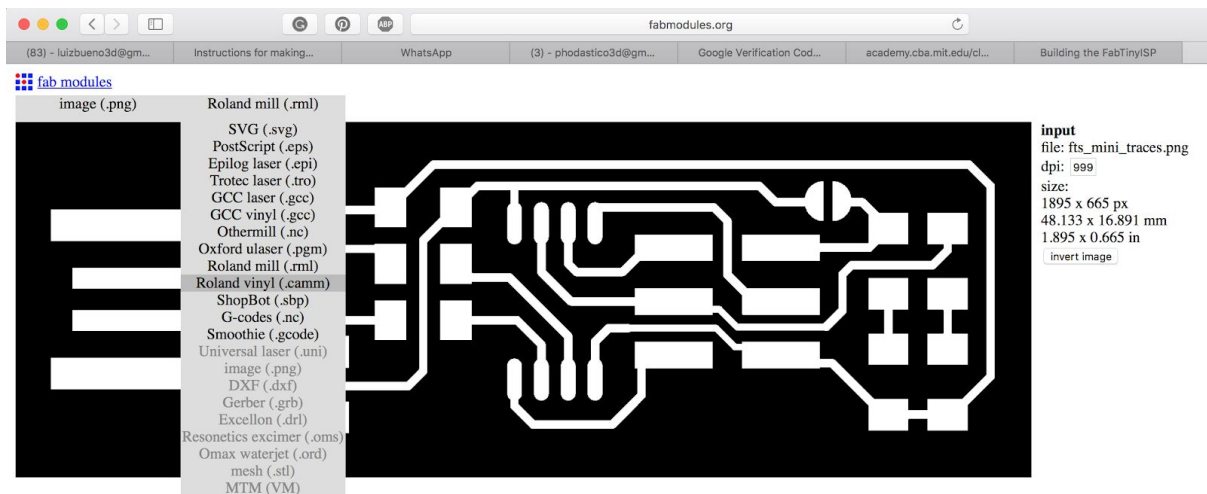 fabmodules.org
(83) - luizbueno3d@gm... Instructions for making... WhatsApp (3) - phodastico3d@gm... Google Verification Cod... academy.cba.mit.edu/cl... Building the FabTinyISP
fab modules
image (.png) Roland mill (.rml)
SVG (.svg)
PostScript (.eps)
Epilog laser (.epi)
Trotec laser (.tro)
GCC laser (.gcc)
GCC vinyl (.gcc)
Othermill (.nc)
Oxford ulaser (.pgm)
Roland mill (.rml)
Roland vinyl (.camm)
ShopBot (.sbp)
G-codes (.nc)
Smoothie (.gcode)
Universal laser (.uni)
image (.png)
DXF (.dxf)
Gerber (.grb)
Excellon (.drl)
Resonetics excimer (.oms)
Omax waterjet (.ord)
mesh (.stl)
MTM (VM)
input
file: fts_mini_traces.png
dpi: 999
size:
1895 x 665 px
48.133 x 16.891 mm
1.895 x 0.665 in
invert image
ABP